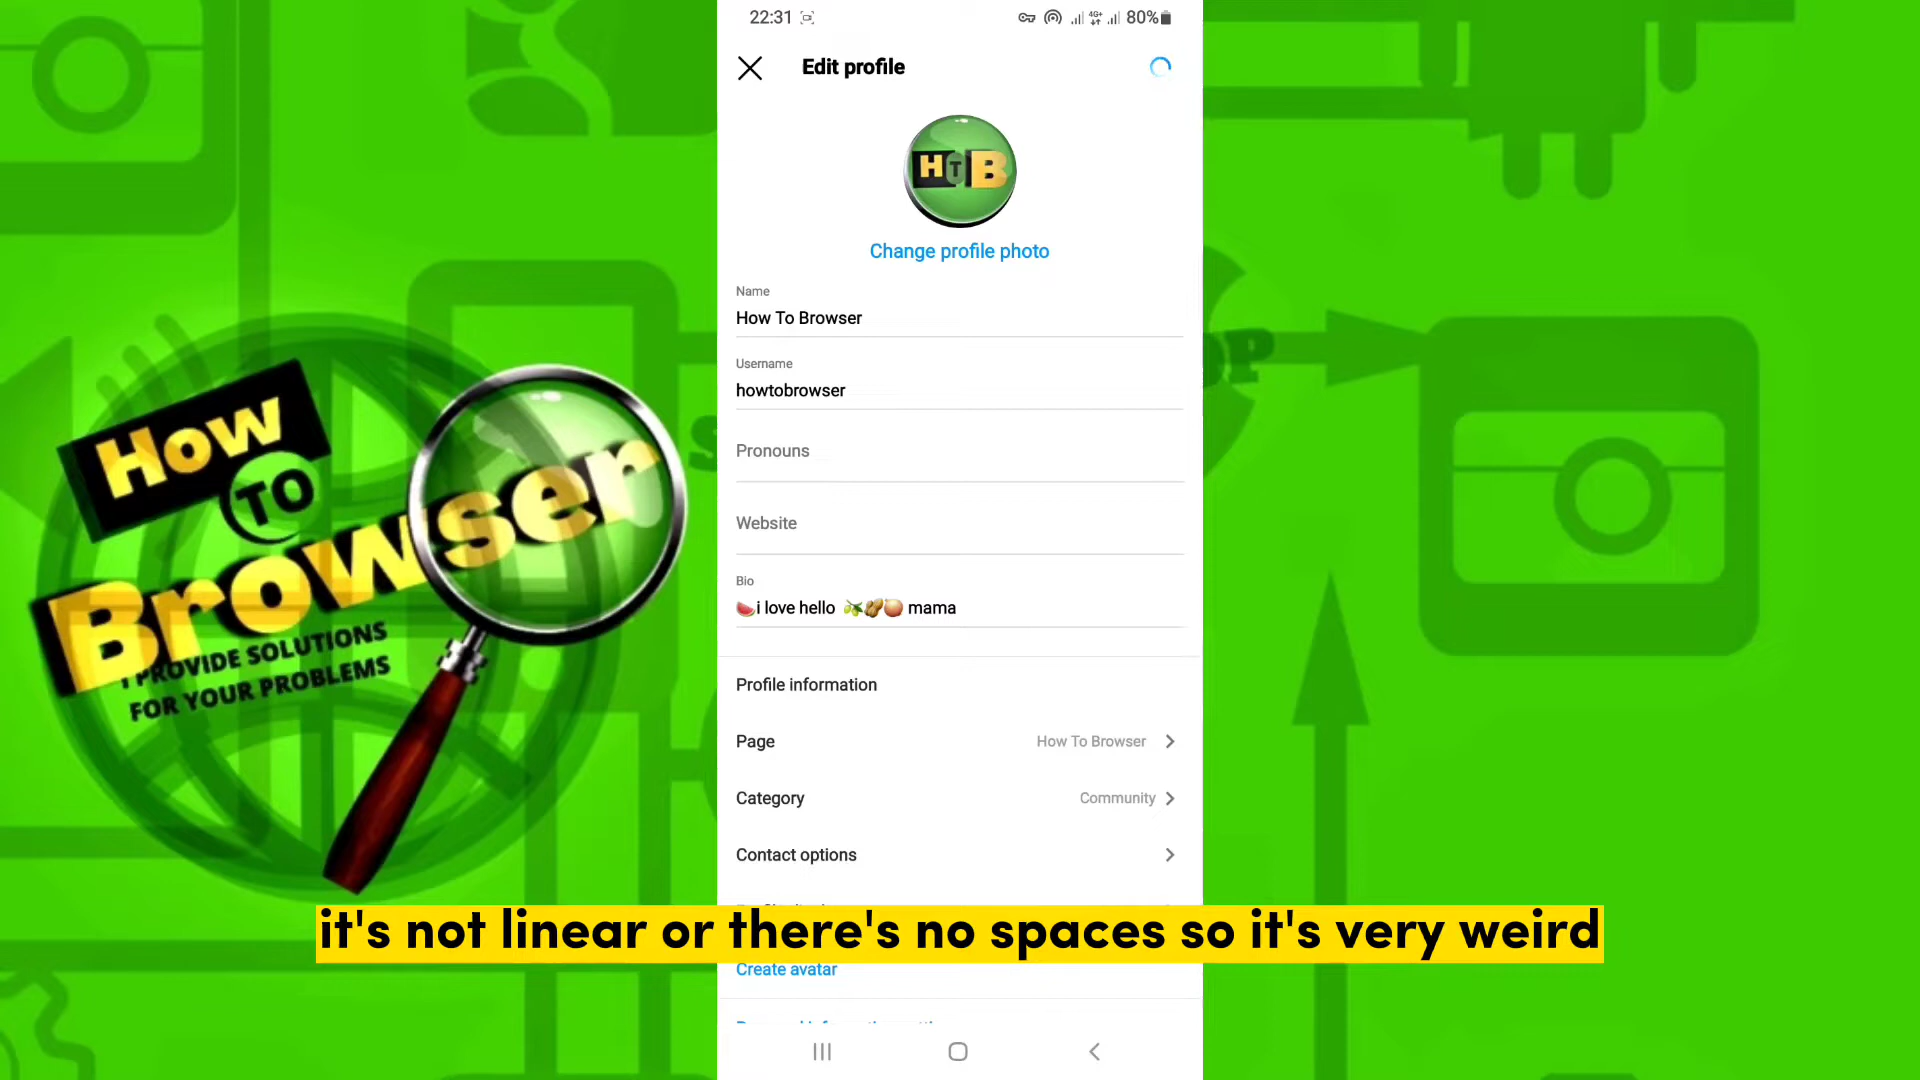 22:31
4G+
80%
Edit profile
HTB
Change profile photo
Name
How To Browser
Username
howtobrowser
Pronouns
Website
Bio
🍉i love hello 🫒🥜🍑 mama
Profile information
Page How To Browser
Category Community
Contact options
it's not linear or there's no spaces so it's very weird
Create avatar
How
TO
Browser
I PROVIDE SOLUTIONS
FOR YOUR PROBLEMS